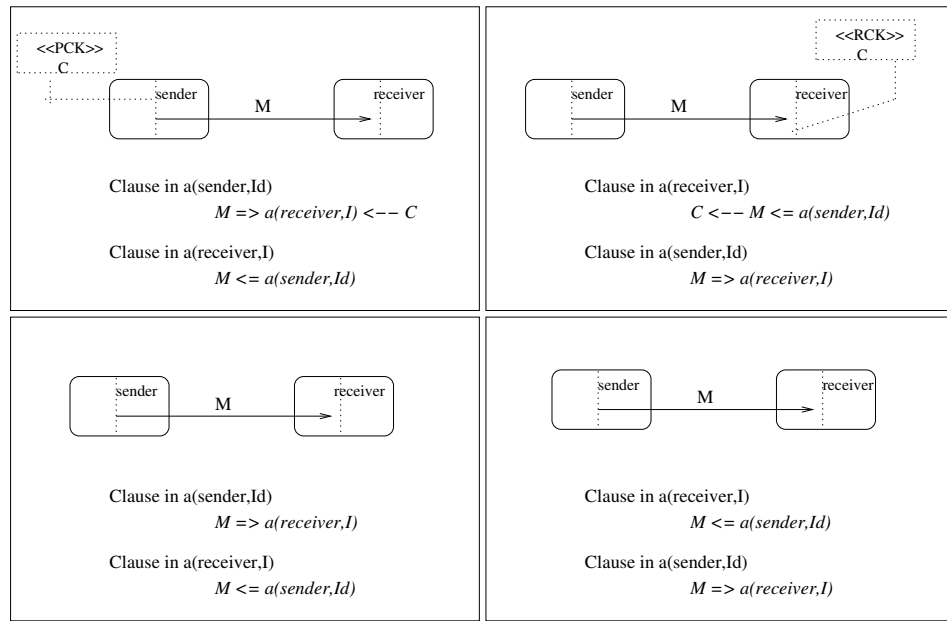 <<PCK>>
C
sender
M
receiver
Clause in a(sender,Id)
M => a(receiver,I) <-- C
Clause in a(receiver,I)
M <= a(sender,Id)
<<RCK>>
C
sender
M
receiver
Clause in a(receiver,I)
C <-- M <= a(sender,Id)
Clause in a(sender,Id)
M => a(receiver,I)
sender
M
receiver
Clause in a(sender,Id)
M => a(receiver,I)
Clause in a(receiver,I)
M <= a(sender,Id)
sender
M
receiver
Clause in a(receiver,I)
M <= a(sender,Id)
Clause in a(sender,Id)
M => a(receiver,I)